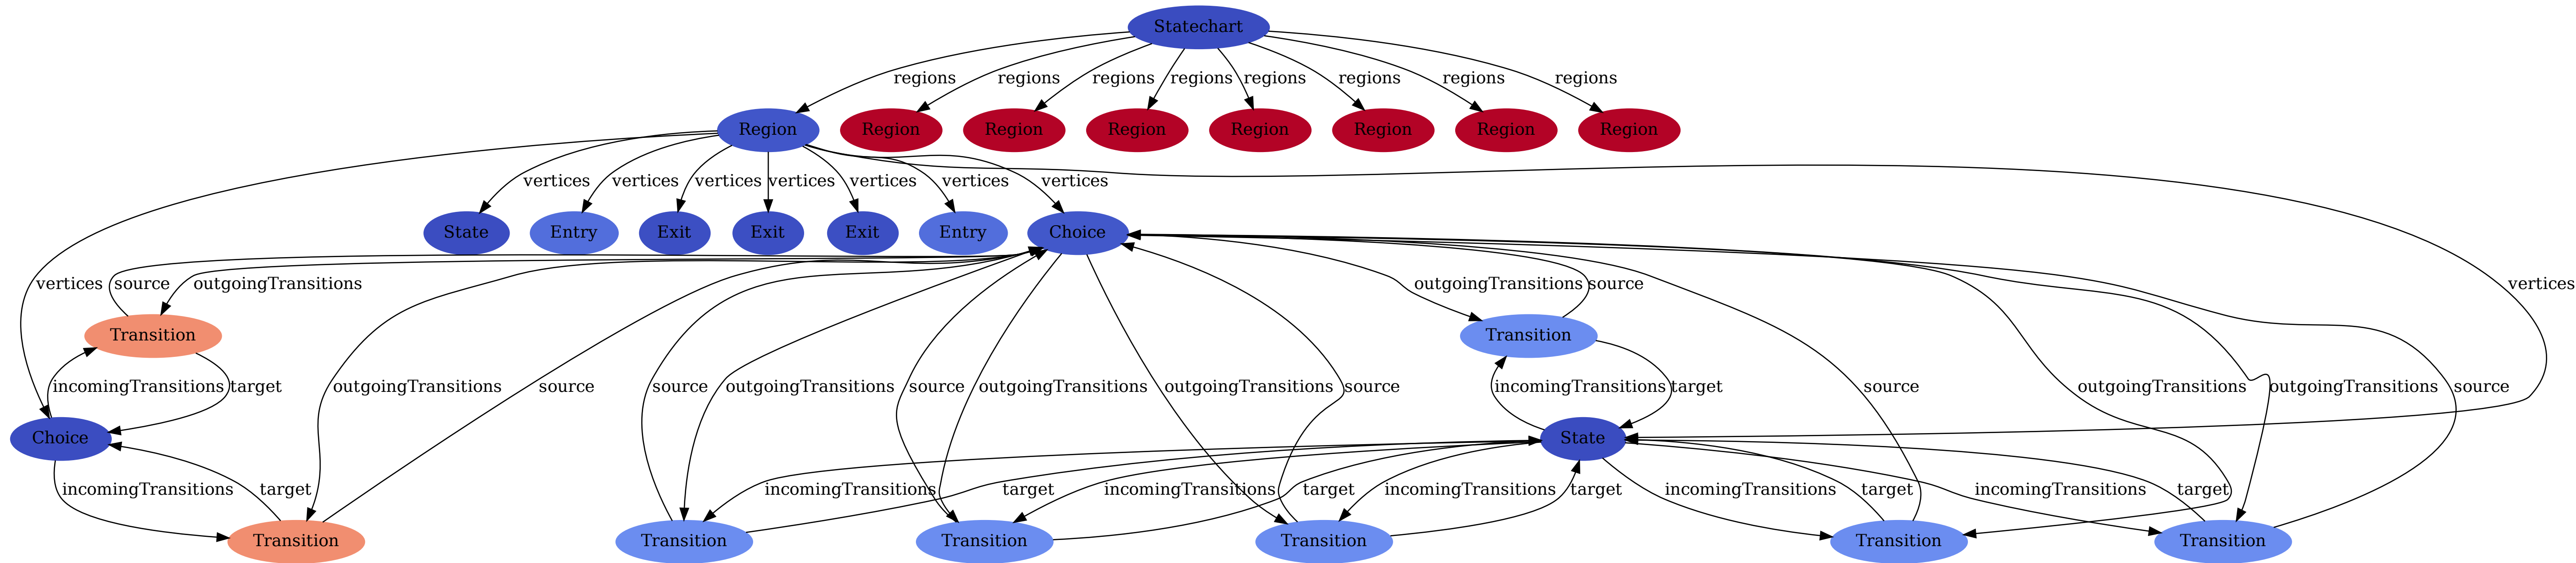 Statechart
regions regions regions regions regions regions regions regions
Region Region Region Region Region Region Region Region
vertices vertices vertices vertices vertices vertices vertices
State Entry Exit Exit Exit Entry Choice
vertices source outgoingTransitions outgoingTransitions source vertices
Transition Transition
incomingTransitions target outgoingTransitions source source outgoingTransitions source outgoingTransitions outgoingTransitions source incomingTransitions target source outgoingTransitions outgoingTransitions source
Choice State
incomingTransitions target incomingTransitions target incomingTransitions target incomingTransitions target incomingTransitions target incomingTransitions target
Transition Transition Transition Transition Transition Transition